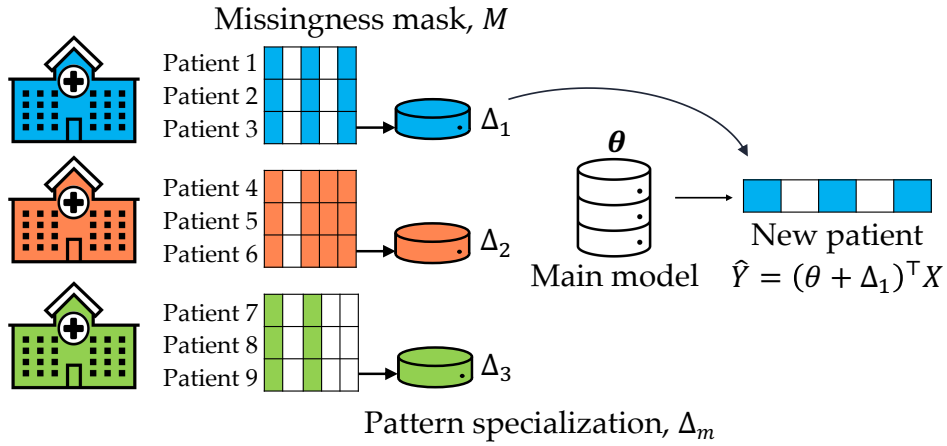 Missingness mask, M
Patient 1
Patient 2
Patient 3
Δ₁
Patient 4
Patient 5
Patient 6
Δ₂
Patient 7
Patient 8
Patient 9
Δ₃
θ
Main model
New patient
Ŷ = (θ + Δ₁)ᵀX
Pattern specialization, Δₘ